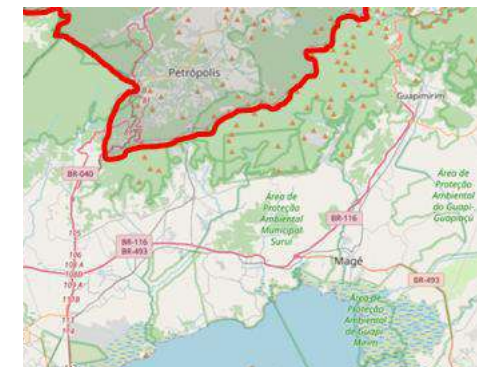 Petrópolis
Guapimirim
BR-040
Área de
Proteção
Ambiental
do Guapi-
Guapiaçu
Área de
Proteção
Ambiental
Municipal
Suruí
BR-116
BR-116
BR-493
Magé
BR-493
Área de
Proteção
Ambiental
de Guapi-
Mirim